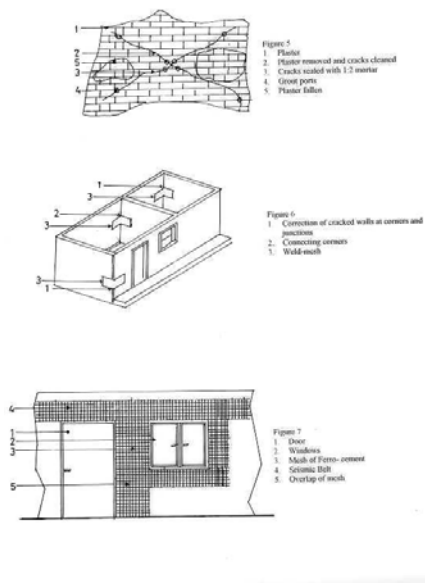 1
2
5
3
4
Figure 5
1. Plaster
2. Plaster removed and cracks cleaned
3. Cracks sealed with 1:2 mortar
4. Grout ports
5. Plaster fallen
1
3
2
3
3
1
Figure 6
1. Correction of cracked walls at corners and
junctions
2. Connecting corners
3. Weld-mesh
4
1
2
3
5
Figure 7
1. Door
2. Windows
3. Mesh of Ferro- cement
4. Seismic Belt
5. Overlap of mesh